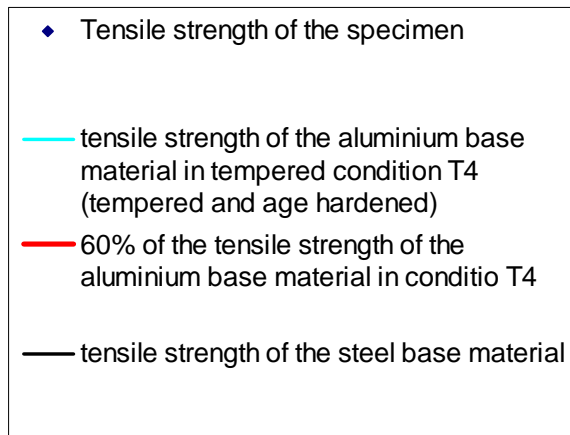 Tensile strength of the specimen
tensile strength of the aluminium base
material in tempered condition T4
(tempered and age hardened)
60% of the tensile strength of the
aluminium base material in conditio T4
tensile strength of the steel base material